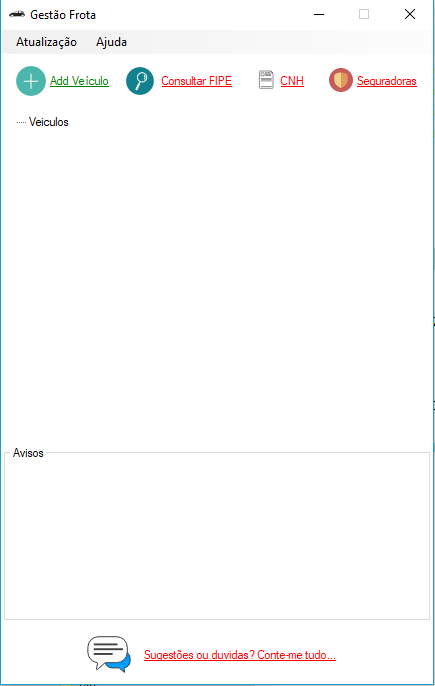 Gestão Frota
Atualização Ajuda
Add Veículo Consultar FIPE CNH Seguradoras
Veiculos
Avisos
Sugestões ou duvidas? Conte-me tudo...